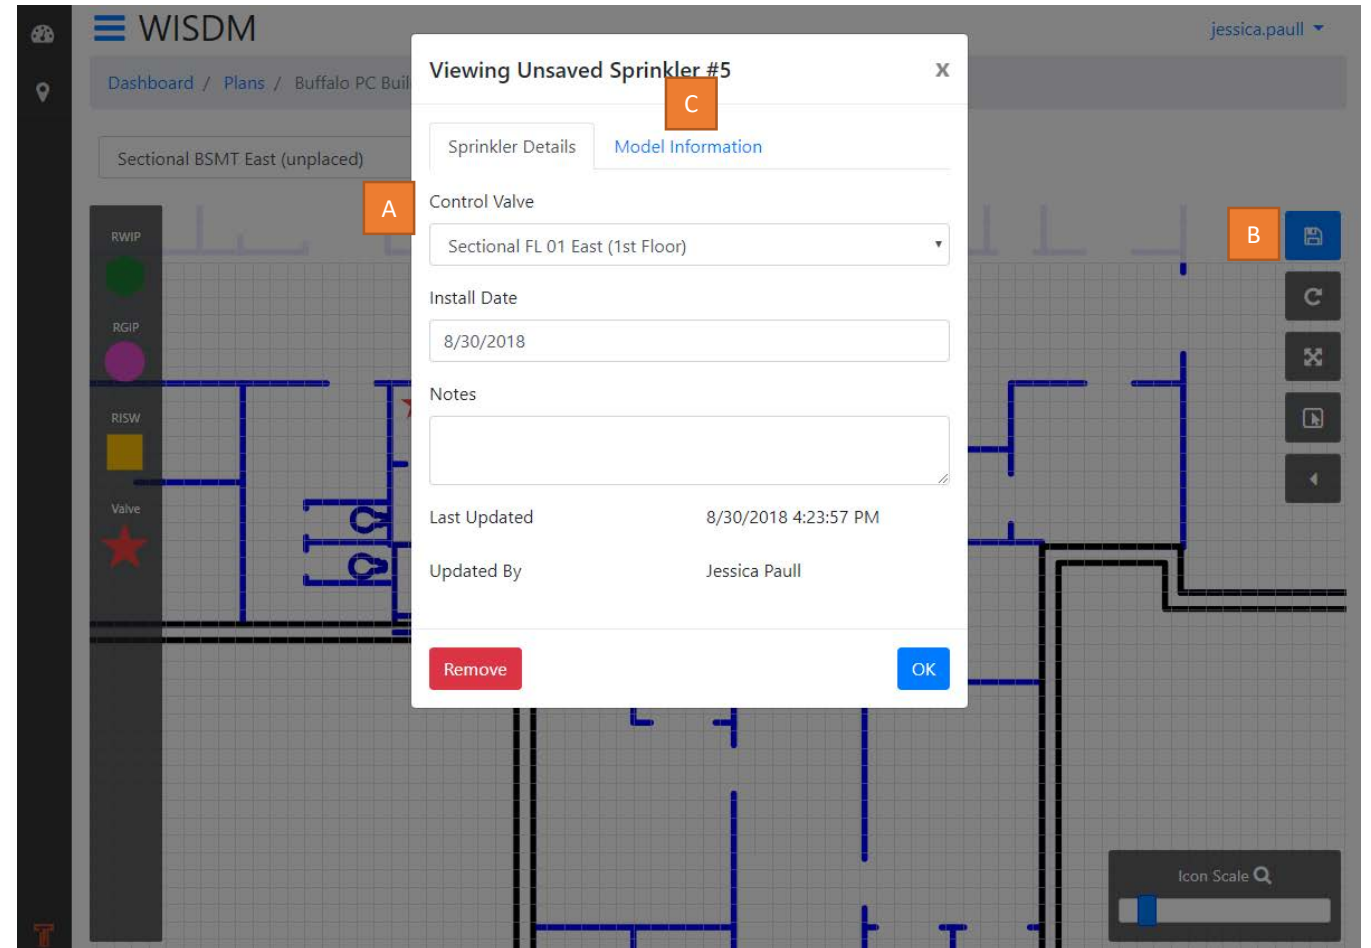 WISDM
jessica.paull
Dashboard / Plans / Buffalo PC Buil
Viewing Unsaved Sprinkler #5
X
C
Sectional BSMT East (unplaced)
Sprinkler Details
Model Information
A
Control Valve
Sectional FL 01 East (1st Floor)
B
RWIP
Install Date
8/30/2018
RGIP
Notes
RISW
Valve
Last Updated
8/30/2018 4:23:57 PM
Updated By
Jessica Paull
Remove
OK
Icon Scale